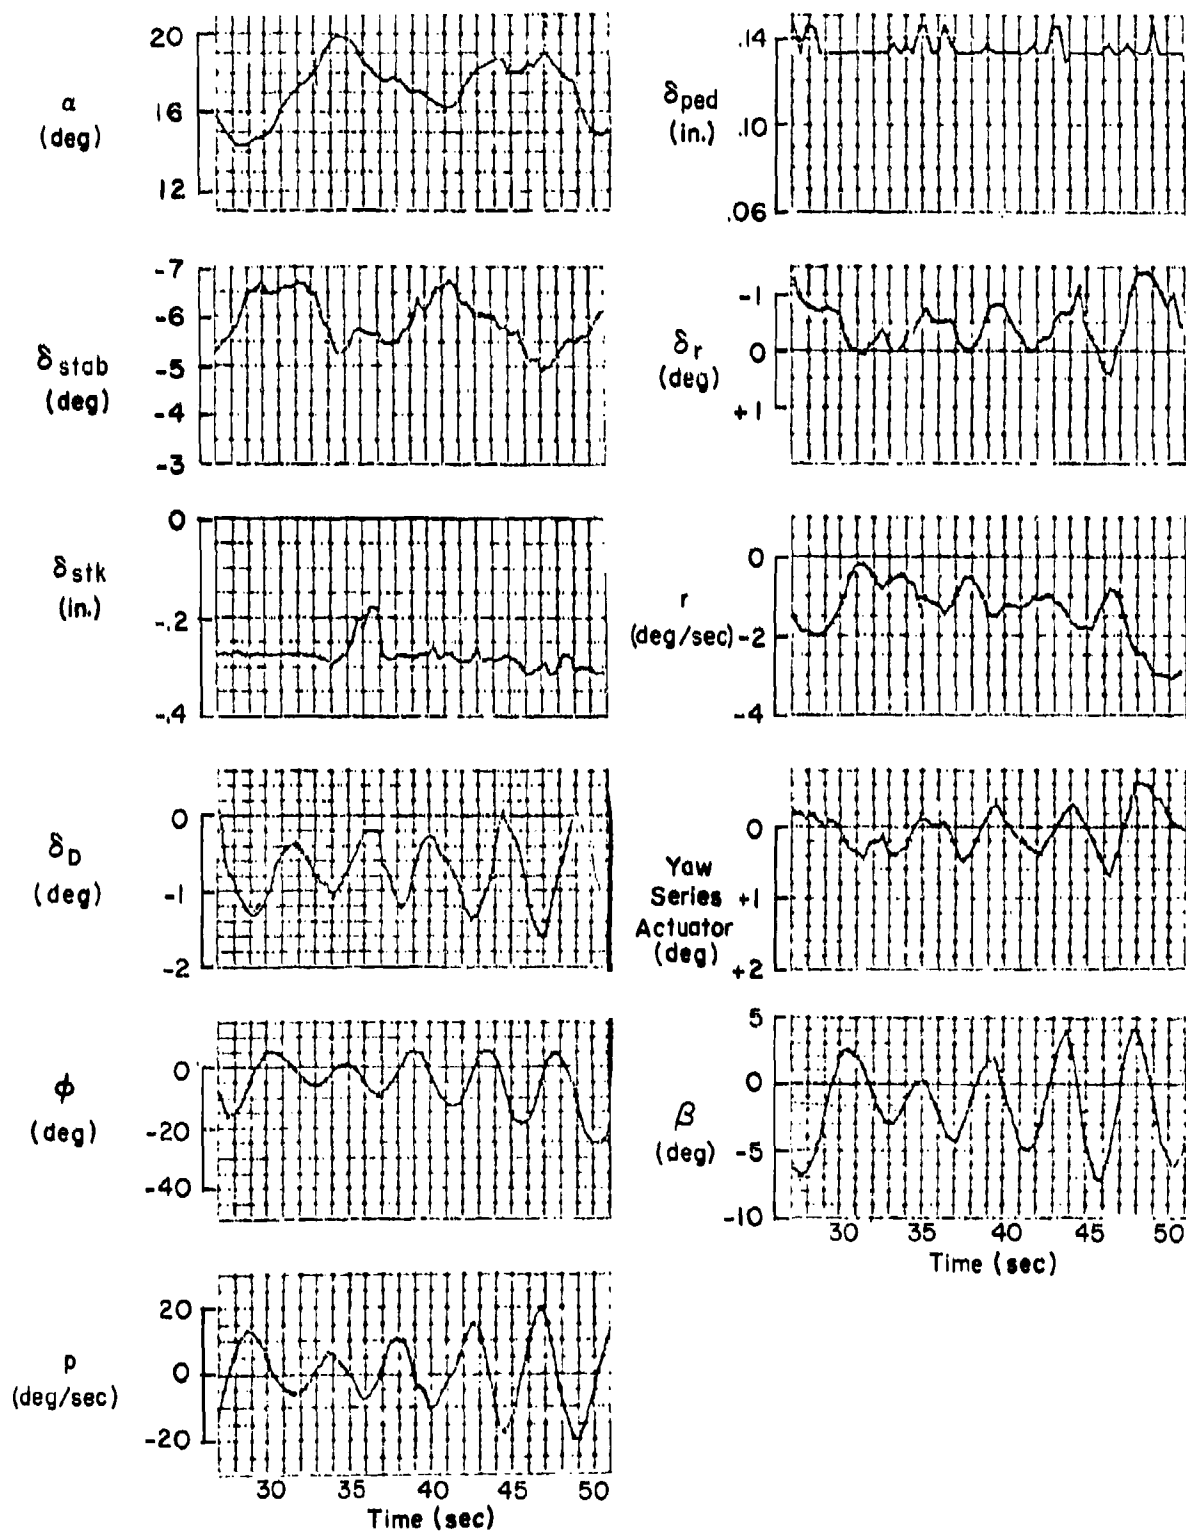 α
(deg)
20
16
12
δstab
(deg)
-7
-6
-5
-4
-3
δstk
(in.)
0
-.2
-.4
δD
(deg)
0
-1
-2
ϕ
(deg)
0
-20
-40
p
(deg/sec)
20
0
-20
30 35 40 45 50
Time (sec)
δped
(in.)
.14
.10
.06
δr
(deg)
-1
0
+1
r
(deg/sec)
0
-2
-4
Yaw
Series
Actuator
(deg)
0
+1
+2
β
(deg)
5
0
-5
-10
30 35 40 45 50
Time (sec)